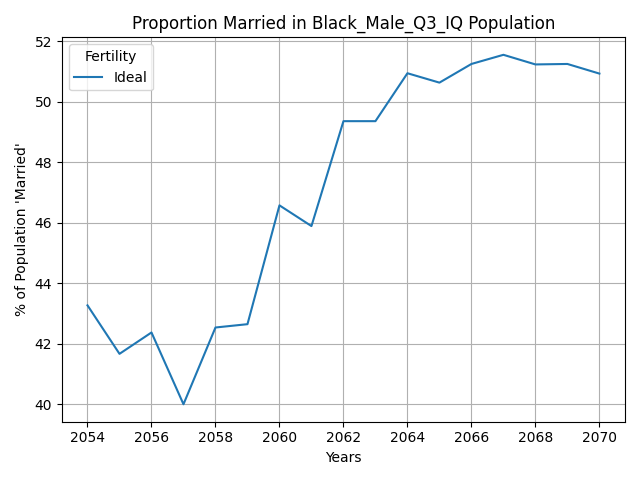 Proportion Married in Black_Male_Q3_IQ Population
Fertility
Ideal
% of Population 'Married'
52
50
48
46
44
42
40
2054 2056 2058 2060 2062 2064 2066 2068 2070
Years